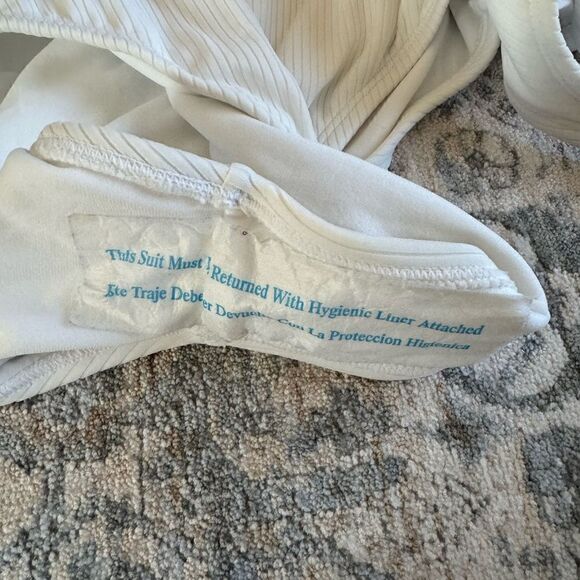 This Suit Must Returned With Hygienic Liner Attached
Traje Debe Con La Proteccion Higienica